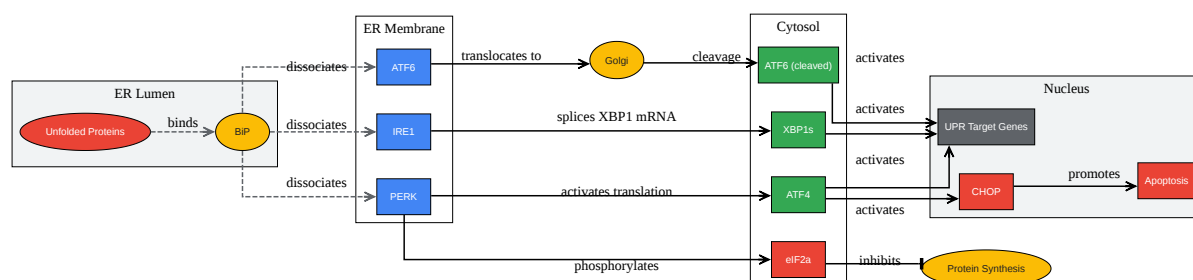 ER Membrane
Cytosol
ATF6
translocates to
Golgi
cleavage
ATF6 (cleaved)
activates
dissociates
ER Lumen
Nucleus
Unfolded Proteins
binds
BiP
dissociates
IRE1
splices XBP1 mRNA
XBP1s
activates
UPR Target Genes
dissociates
PERK
activates translation
ATF4
activates
activates
CHOP
promotes
Apoptosis
phosphorylates
eIF2a
inhibits
Protein Synthesis